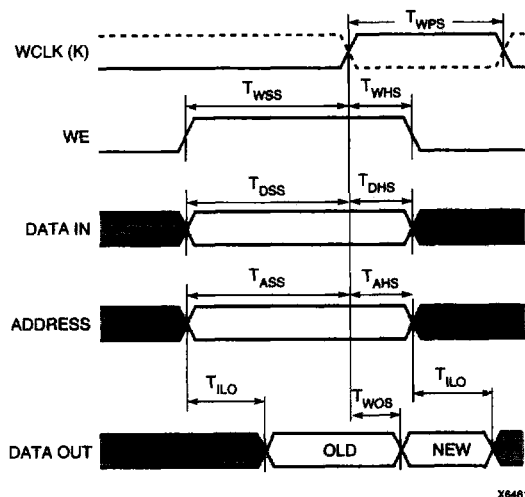 T_WPS
WCLK (K)
T_WSS T_WHS
WE
T_DSS T_DHS
DATA IN
T_ASS T_AHS
ADDRESS
T_ILO T_WOS T_ILO
DATA OUT OLD NEW